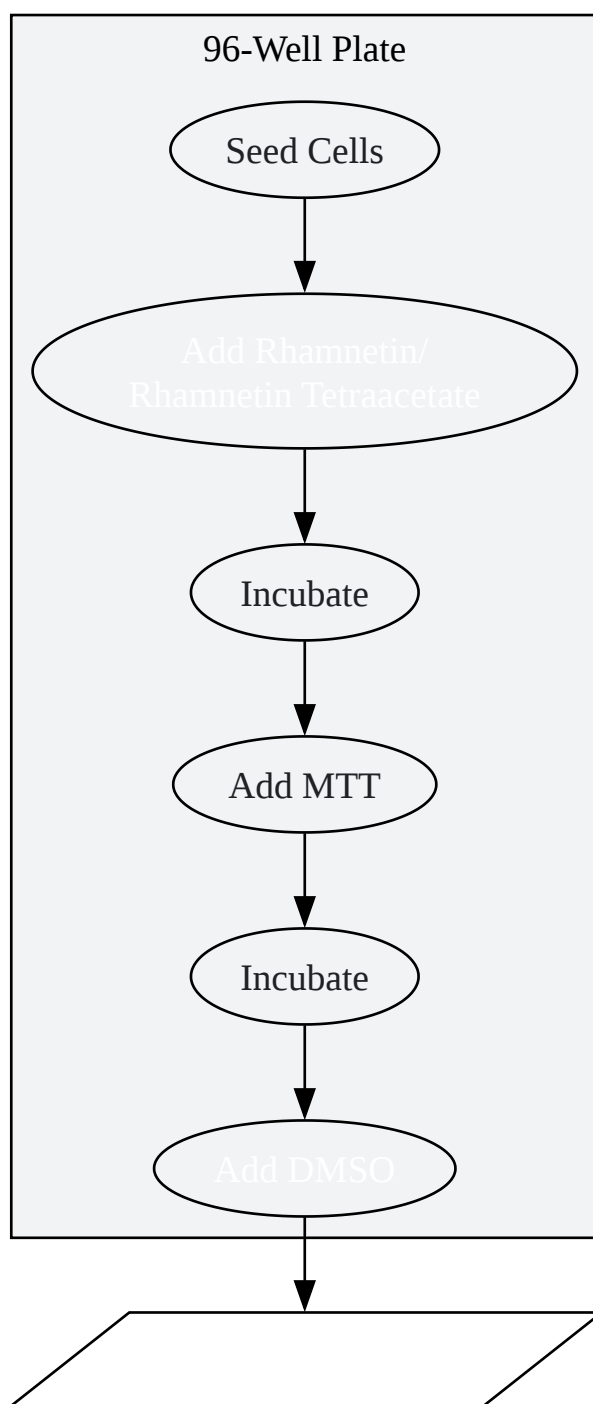 96-Well Plate
Seed Cells
Add Rhamnetin/
Rhamnetin Tetraacetate
Incubate
Add MTT
Incubate
Add DMSO